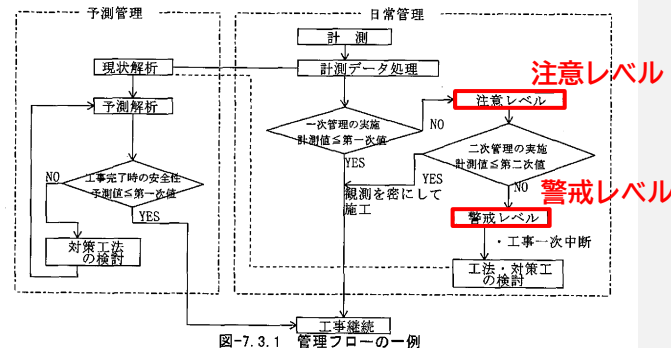 予測管理
日常管理
計 測
現状解析
計測データ処理
注意レベル
予測解析
注意レベル
一次管理の実施
計測値≦第一次値
NO
二次管理の実施
計測値≦第二次値
YES
YES
NO
工事完了時の安全性
予測値≦第一次値
NO
YES
観測を密にして
施工
警戒レベル
警戒レベル
・工事一次中断
対策工法
の検討
工法・対策工
の検討
工事継続
図-7.3.1 管理フローの一例